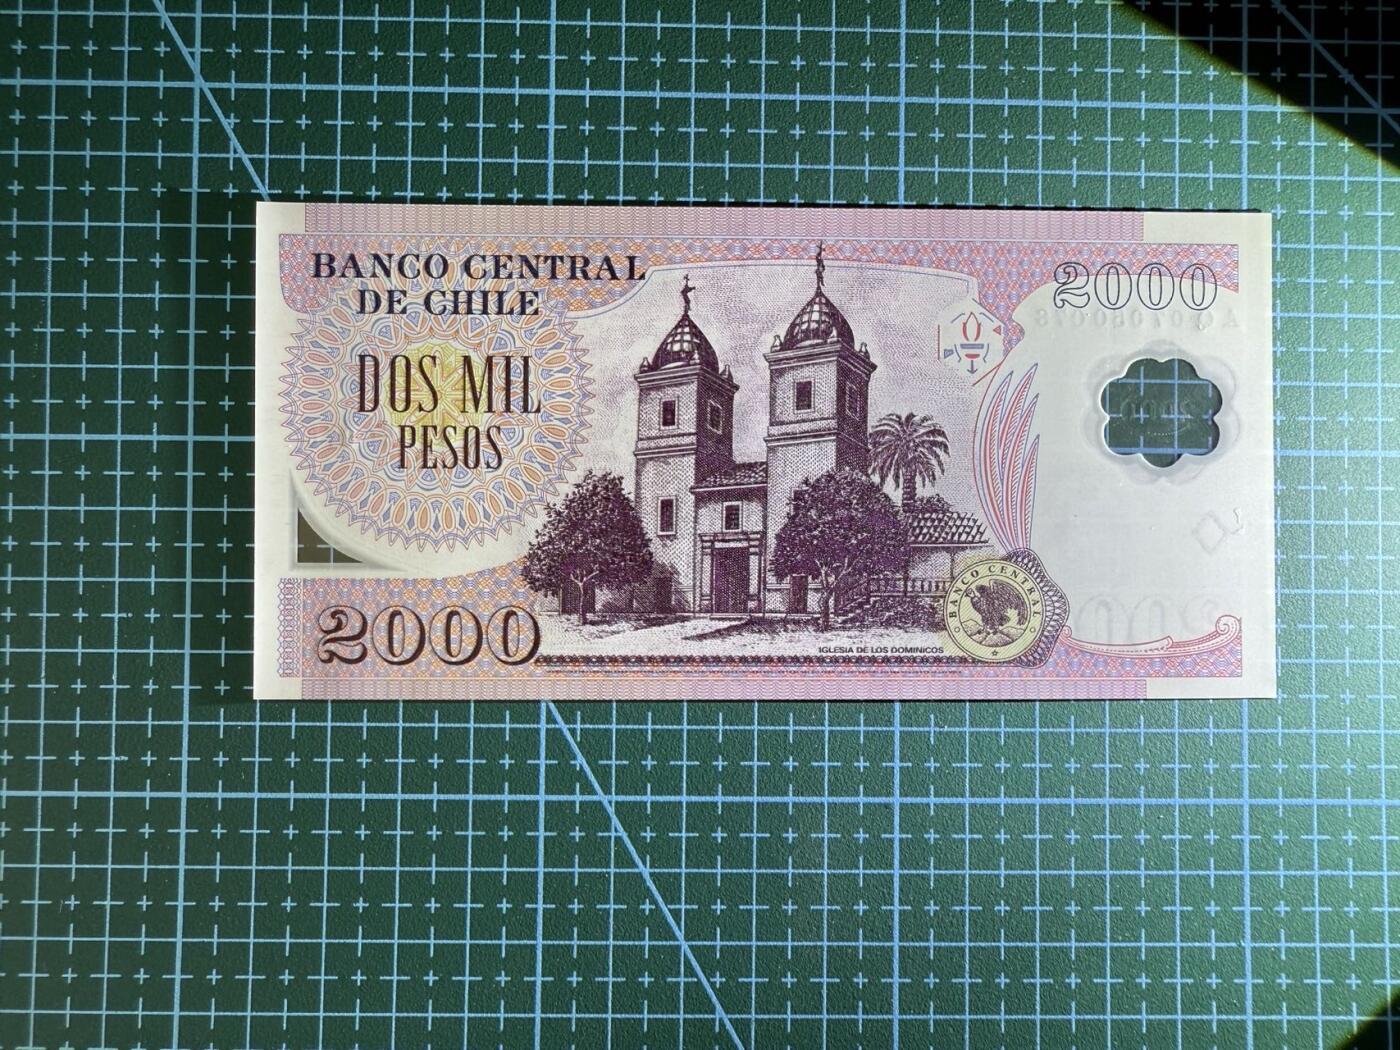 BANCO CENTRAL
DE CHILE
DOS MIL
PESOS
2000
2000
IGLESIA DE LOS DOMINICOS
BANCO CENTRAL